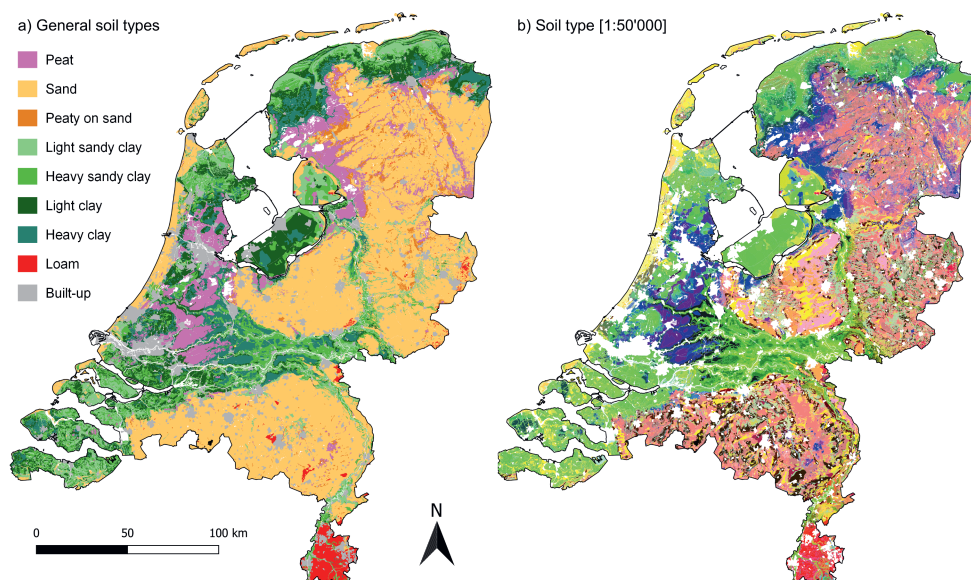 a) General soil types
Peat
Sand
Peaty on sand
Light sandy clay
Heavy sandy clay
Light clay
Heavy clay
Loam
Built-up
0 50 100 km
N
b) Soil type [1:50'000]